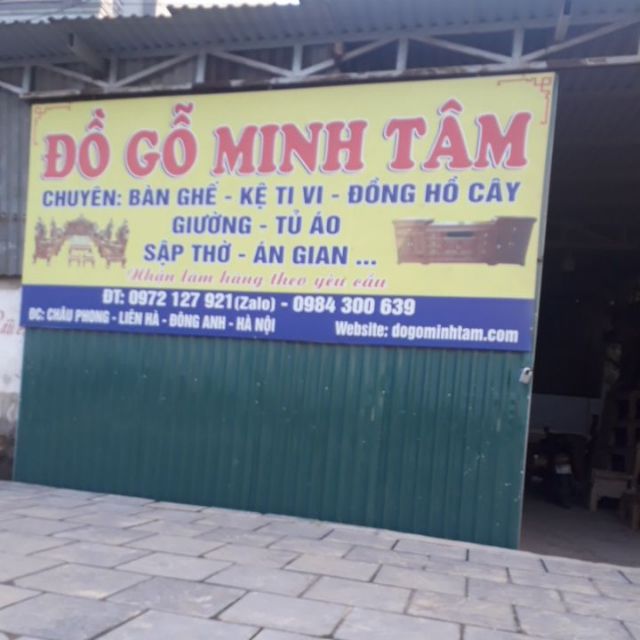 ĐỒ GỖ MINH TÂM
CHUYÊN: BÀN GHẾ - KỆ TI VI - ĐỒNG HỒ CÂY
GIƯỜNG - TỦ ÁO
SẬP THỜ - ÁN GIAN ...
Nhận làm hàng theo yêu cầu
ĐT: 0972 127 921(Zalo) - 0984 300 639
ĐC: CHÂU PHONG - LIÊN HÀ - ĐÔNG ANH - HÀ NỘI
Website: dogominhtam.com